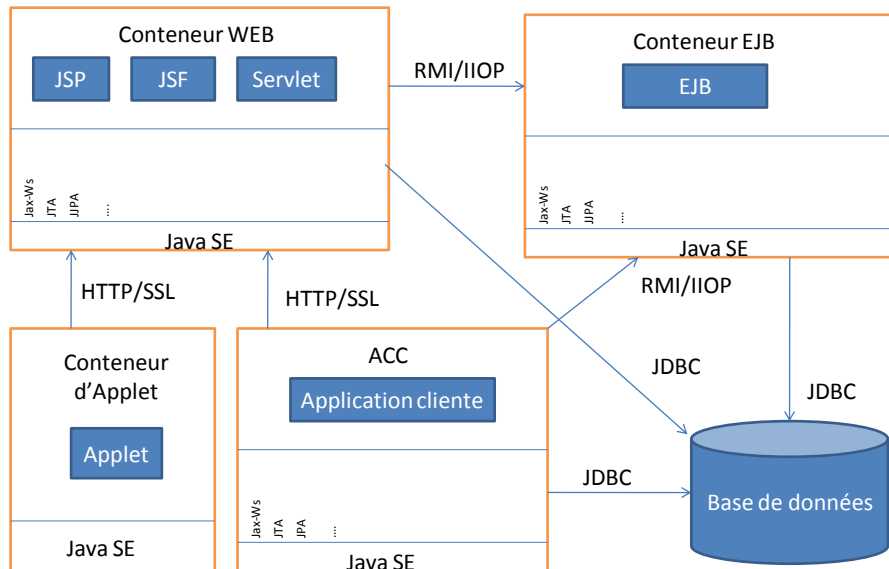 Conteneur WEB
JSP
JSF
Servlet
Jax-Ws
JTA
JJPA
....
Java SE
RMI/IIOP
Conteneur EJB
EJB
Jax-Ws
JTA
JJPA
....
Java SE
HTTP/SSL
HTTP/SSL
RMI/IIOP
JDBC
JDBC
Conteneur
d’Applet
Applet
Java SE
ACC
Application cliente
Jax-Ws
JTA
JPA
....
Java SE
JDBC
Base de données